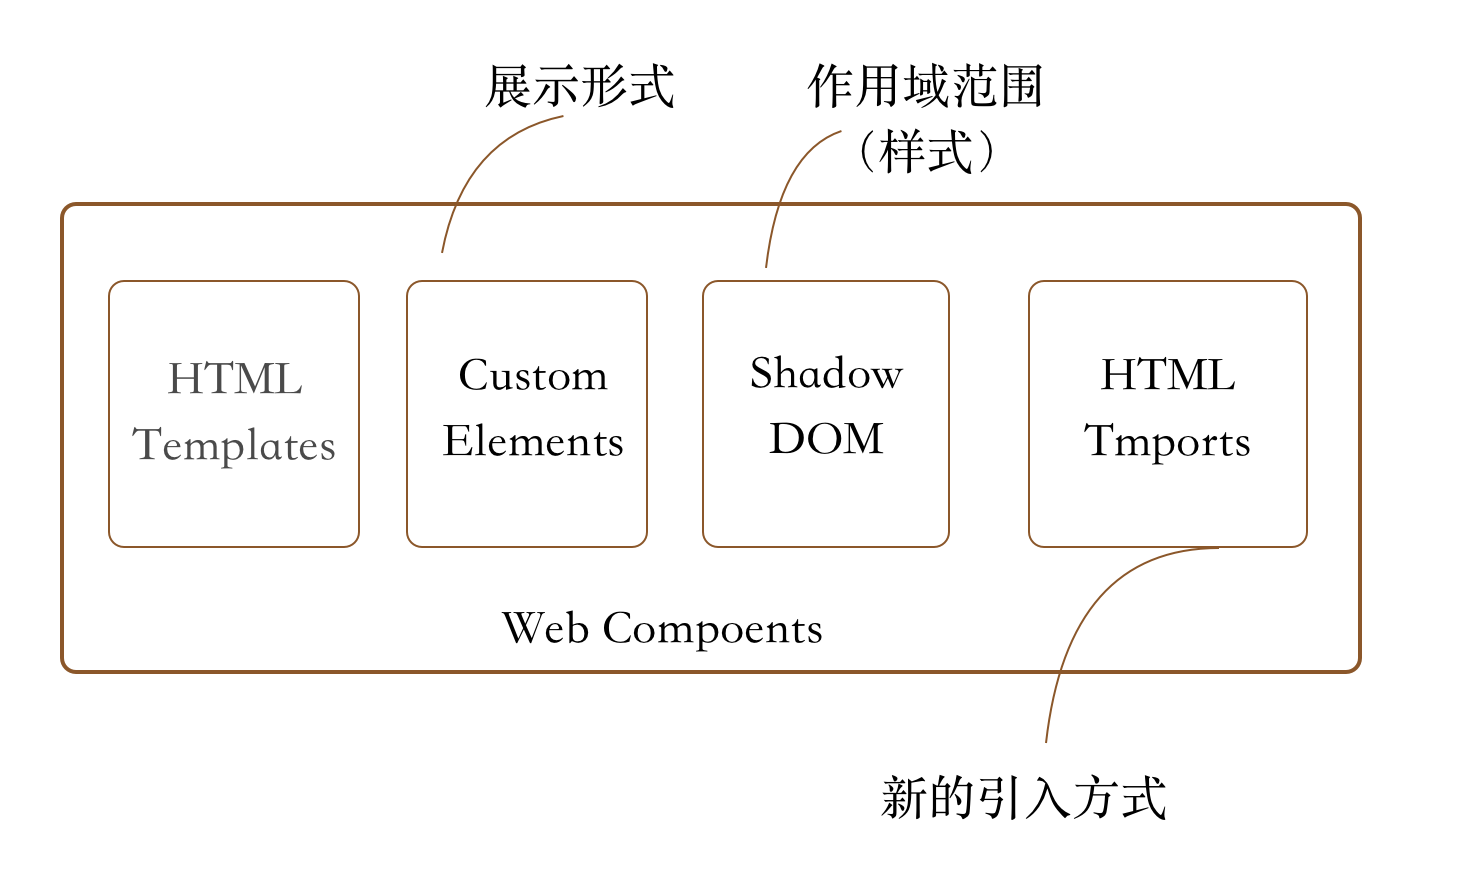 展示形式
作用域范围
（样式）
HTML
Templates
Custom
Elements
Shadow
DOM
HTML
Tmports
Web Compoents
新的引入方式